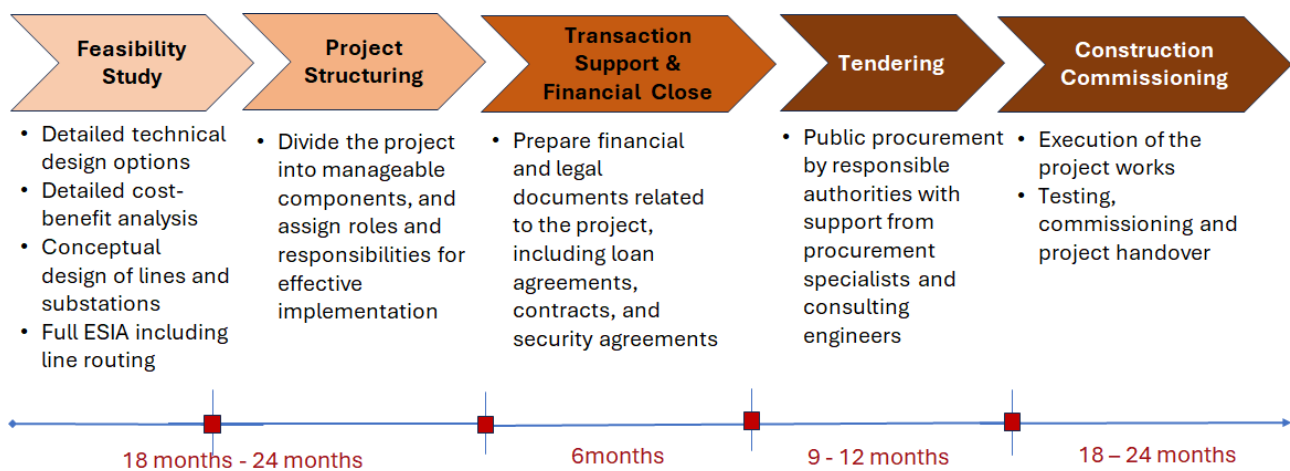 Feasibility
Study
Project
Structuring
Transaction
Support &
Financial Close
Tendering
Construction
Commissioning
• Detailed technical
design options
• Detailed cost-
benefit analysis
• Conceptual
design of lines and
substations
• Full ESIA including
line routing
• Divide the project
into manageable
components, and
assign roles and
responsibilities for
effective
implementation
• Prepare financial
and legal
documents related
to the project,
including loan
agreements,
contracts, and
security agreements
• Public procurement
by responsible
authorities with
support from
procurement
specialists and
consulting
engineers
• Execution of the
project works
• Testing,
commissioning and
project handover
18 months - 24 months
6months
9 - 12 months
18 – 24 months